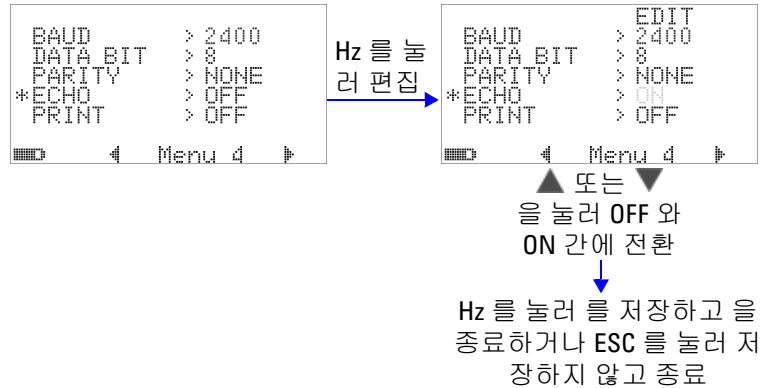 BAUD > 2400
DATA BIT > 8
PARITY > NONE
*ECHO > OFF
PRINT > OFF
Menu 4
Hz 를 눌
러 편집
EDIT
BAUD > 2400
DATA BIT > 8
PARITY > NONE
*ECHO > ON
PRINT > OFF
Menu 4
▲ 또는 ▼
을 눌러 OFF 와
ON 간에 전환
Hz 를 눌러 를 저장하고 을
종료하거나 ESC 를 눌러 저
장하지 않고 종료